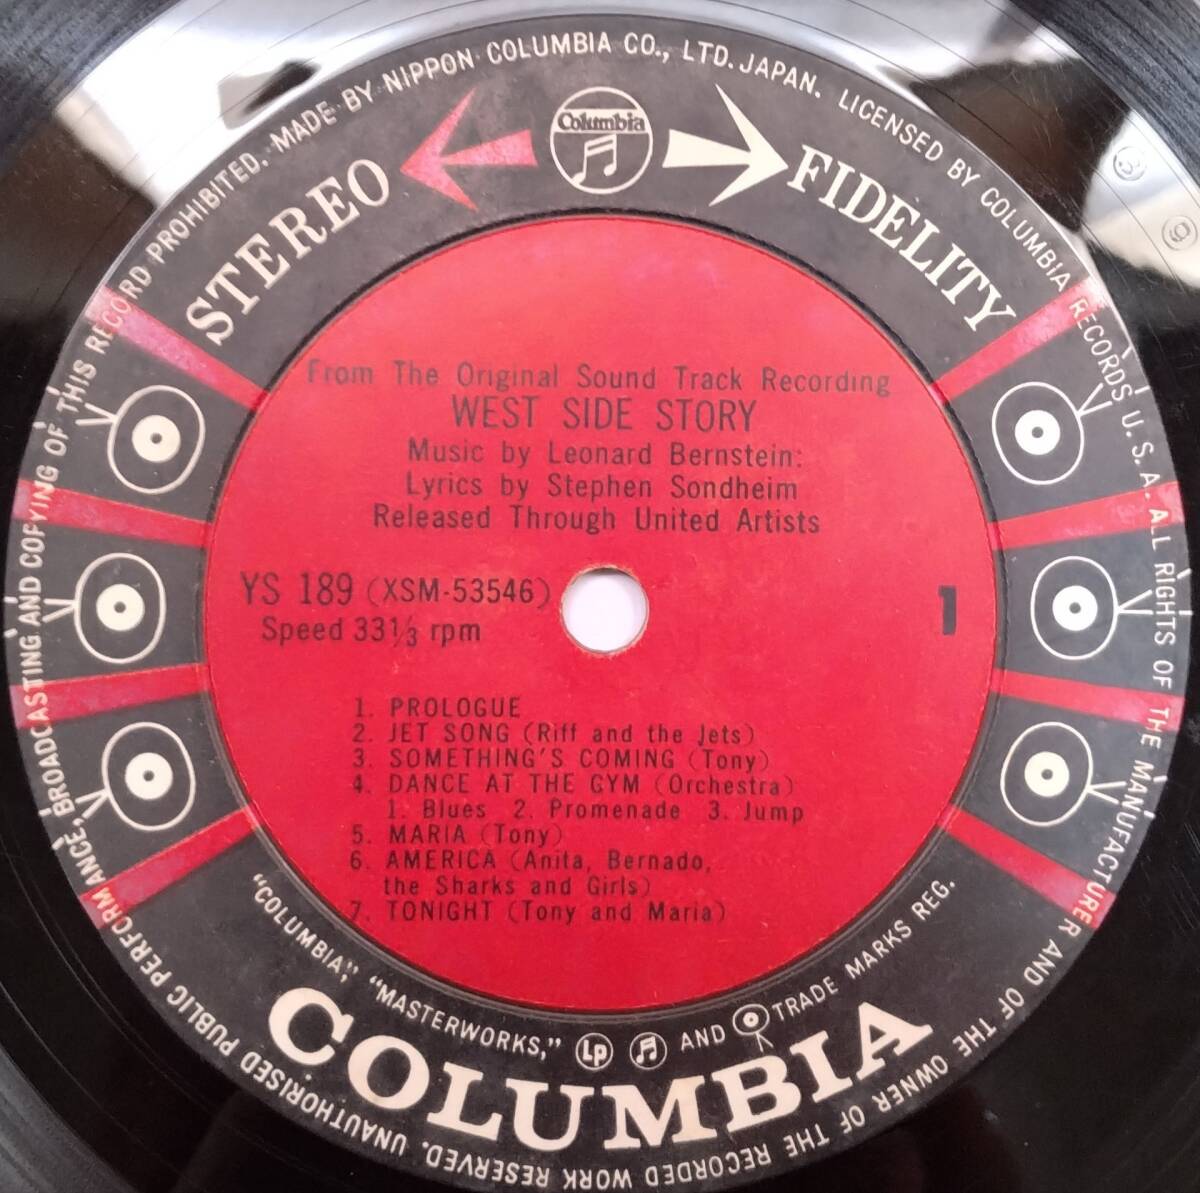 MADE BY NIPPON COLUMBIA CO., LTD. JAPAN. LICENSED BY COLUMBIA RECORDS U.S.A. ALL RIGHTS OF THE MANUFACTURER AND OF THE OWNER OF THE RECORDED WORK RESERVED. UNAUTHORISED PUBLIC PERFORMANCE, BROADCASTING AND COPYING OF THIS RECORD PROHIBITED.
STEREO
Columbia
FIDELITY
From The Original Sound Track Recording
WEST SIDE STORY
Music by Leonard Bernstein:
Lyrics by Stephen Sondheim
Released Through United Artists
YS 189 (XSM-53546)
Speed 33⅓ rpm
1
1. PROLOGUE
2. JET SONG (Riff and the Jets)
3. SOMETHING'S COMING (Tony)
4. DANCE AT THE GYM (Orchestra)
1. Blues 2. Promenade 3. Jump
5. MARIA (Tony)
6. AMERICA (Anita, Bernado,
the Sharks and Girls)
7. TONIGHT (Tony and Maria)
"COLUMBIA", "MASTERWORKS," Lp AND TRADE MARKS REG.
COLUMBIA